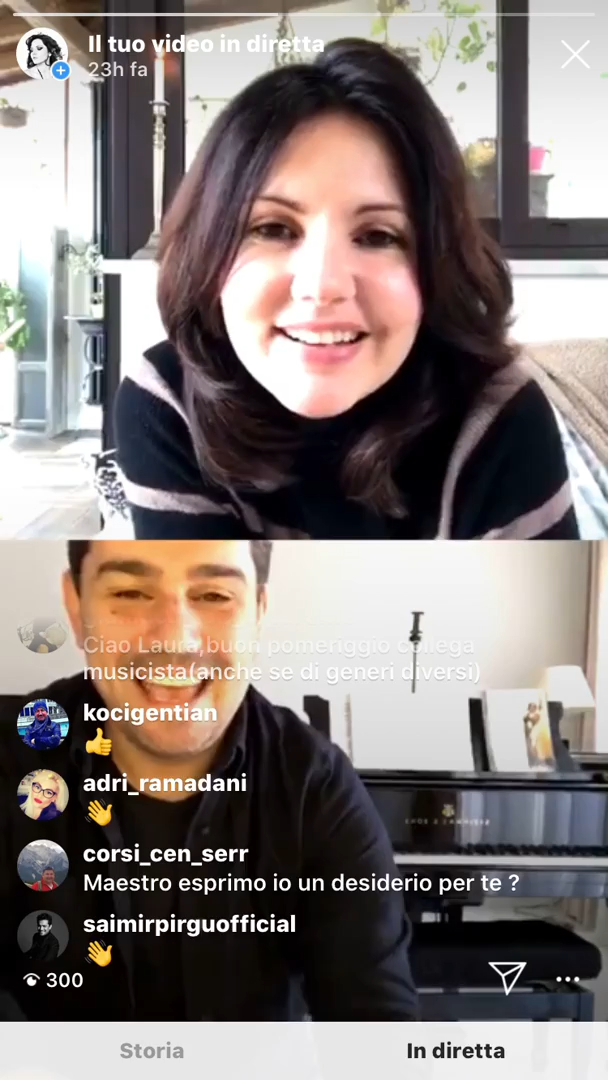 Il tuo video in diretta
23h fa
Ciao Laura,buon pomeriggio collega
musicista(anche se di generi diversi)
kocigentian
👍
adri_ramadani
👋
corsi_cen_serr
Maestro esprimo io un desiderio per te ?
saimirpirguofficial
👋
300
Storia
In diretta